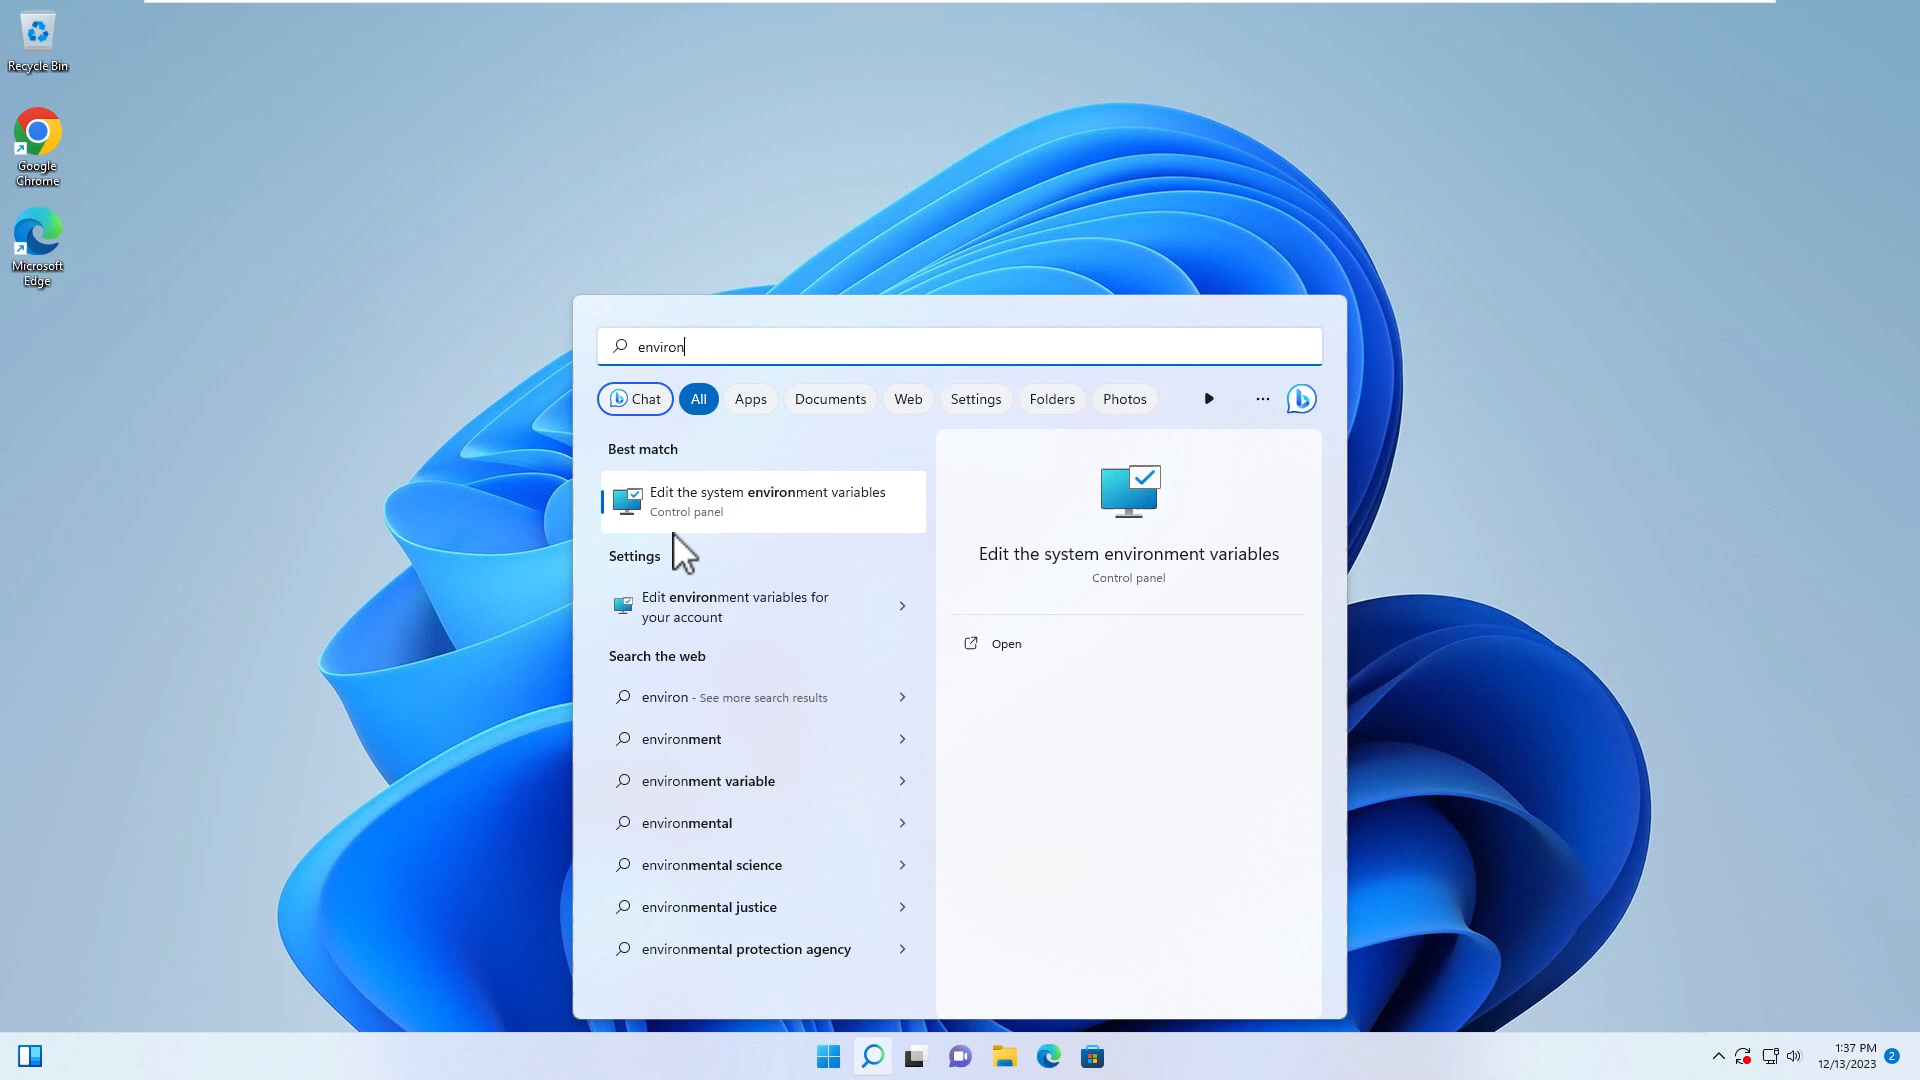 Recycle Bin
Google
Chrome
Microsoft
Edge
environ
Chat All Apps Documents Web Settings Folders Photos
Best match
Edit the system environment variables
Control panel
Settings
Edit environment variables for
your account
Search the web
environ - See more search results
environment
environment variable
environmental
environmental science
environmental justice
environmental protection agency
Edit the system environment variables
Control panel
Open
1:37 PM
12/13/2023
2